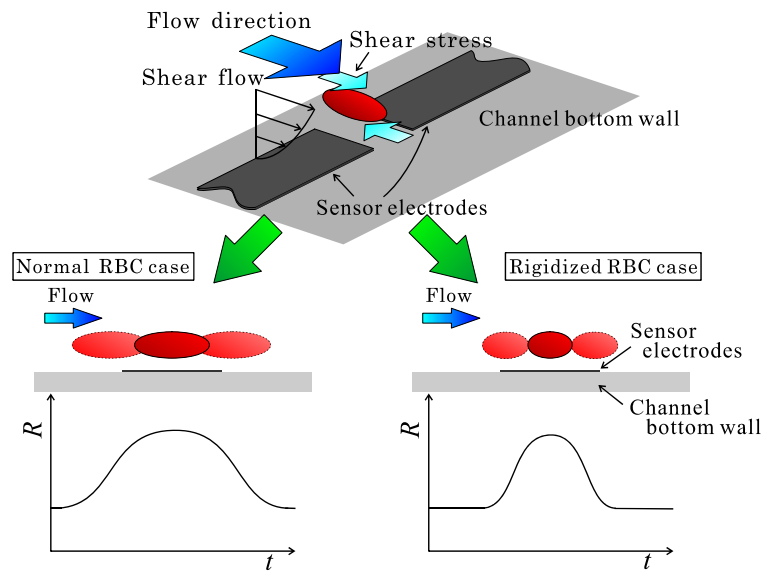 Flow direction
Shear stress
Shear flow
Channel bottom wall
Sensor electrodes
Normal RBC case
Rigidized RBC case
Flow
Flow
Sensor
electrodes
Channel
bottom wall
R
t
R
t